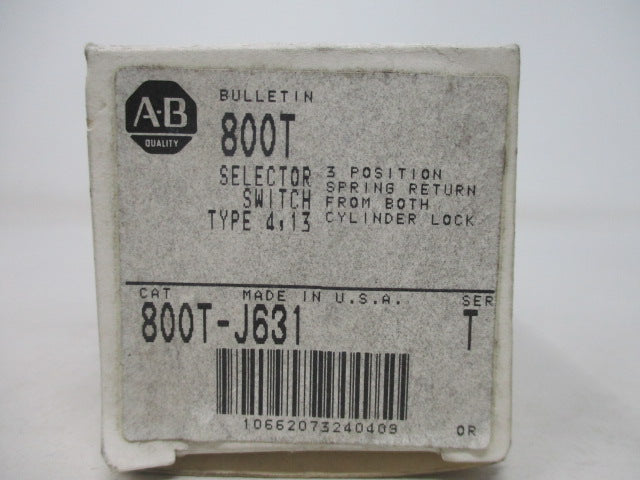 A-B
QUALITY
BULLETIN
800T
SELECTOR
SWITCH
TYPE 4,13
3 POSITION
SPRING RETURN
FROM BOTH
CYLINDER LOCK
CAT MADE IN U.S.A. SER
800T-J631 T
10662073240409 OR